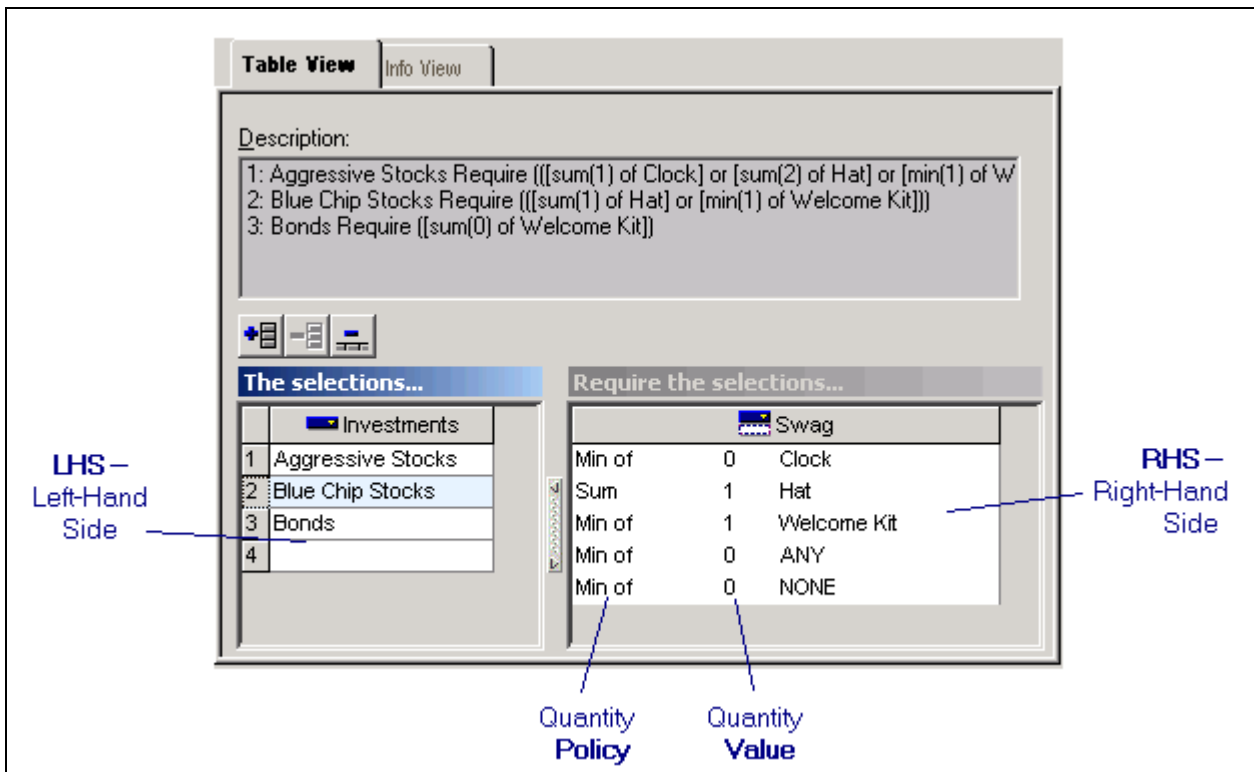 Table View Info View
Description:
1: Aggressive Stocks Require (([sum(1) of Clock] or [sum(2) of Hat] or [min(1) of W
2: Blue Chip Stocks Require (([sum(1) of Hat] or [min(1) of Welcome Kit]))
3: Bonds Require ([sum(0) of Welcome Kit])
The selections... Require the selections...
Investments Swag
1 Aggressive Stocks Min of 0 Clock
2 Blue Chip Stocks Sum 1 Hat
3 Bonds Min of 1 Welcome Kit
4 Min of 0 ANY
Min of 0 NONE
LHS –
Left-Hand
Side
RHS –
Right-Hand
Side
Quantity
Policy
Quantity
Value